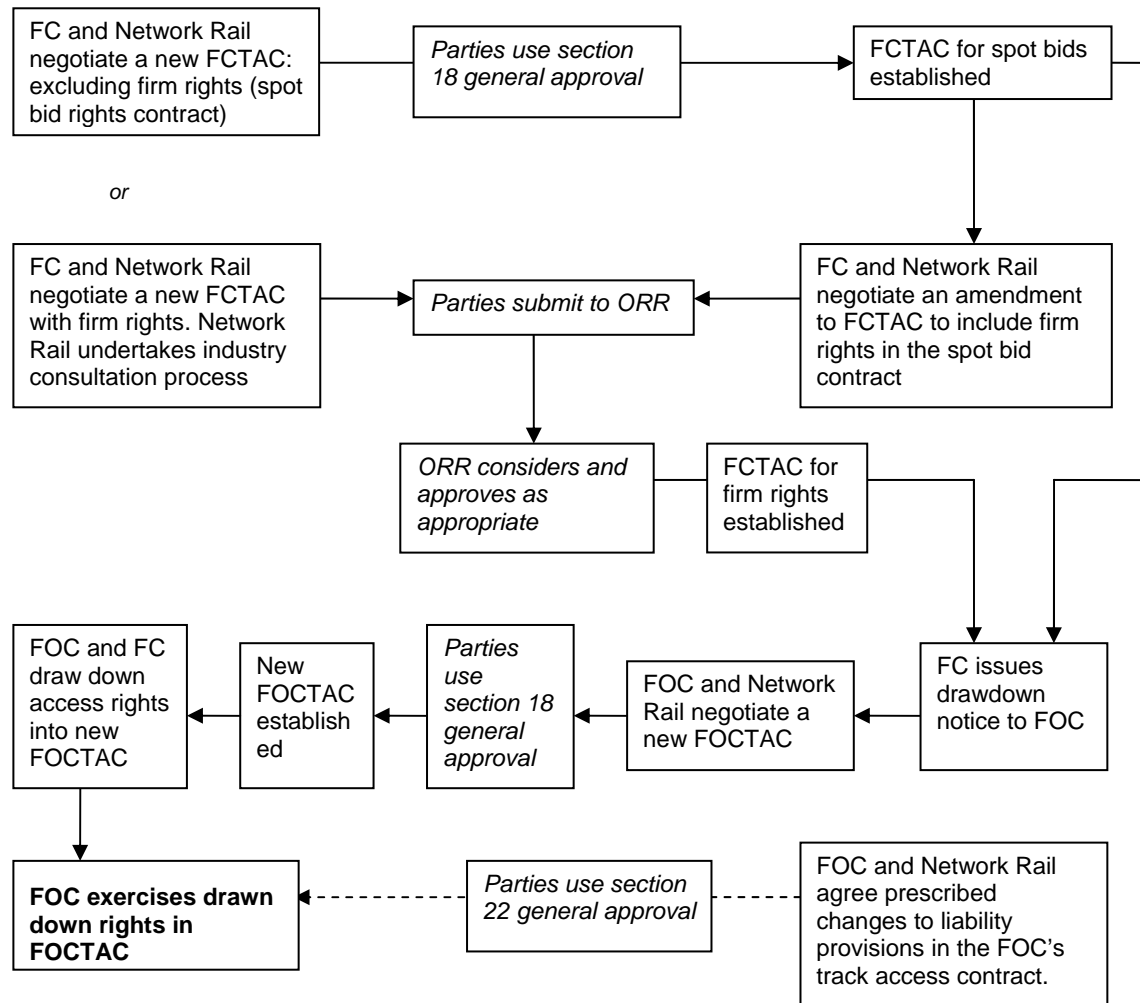 FC and Network Rail
negotiate a new FCTAC:
excluding firm rights (spot
bid rights contract)
Parties use section
18 general approval
FCTAC for spot bids
established
or
FC and Network Rail
negotiate a new FCTAC
with firm rights. Network
Rail undertakes industry
consultation process
Parties submit to ORR
FC and Network Rail
negotiate an amendment
to FCTAC to include firm
rights in the spot bid
contract
ORR considers and
approves as
appropriate
FCTAC for
firm rights
established
FOC and FC
draw down
access rights
into new
FOCTAC
New
FOCTAC
establish
ed
Parties
use
section 18
general
approval
FOC and Network
Rail negotiate a
new FOCTAC
FC issues
drawdown
notice to FOC
FOC exercises drawn
down rights in
FOCTAC
Parties use section
22 general approval
FOC and Network Rail
agree prescribed
changes to liability
provisions in the FOC’s
track access contract.